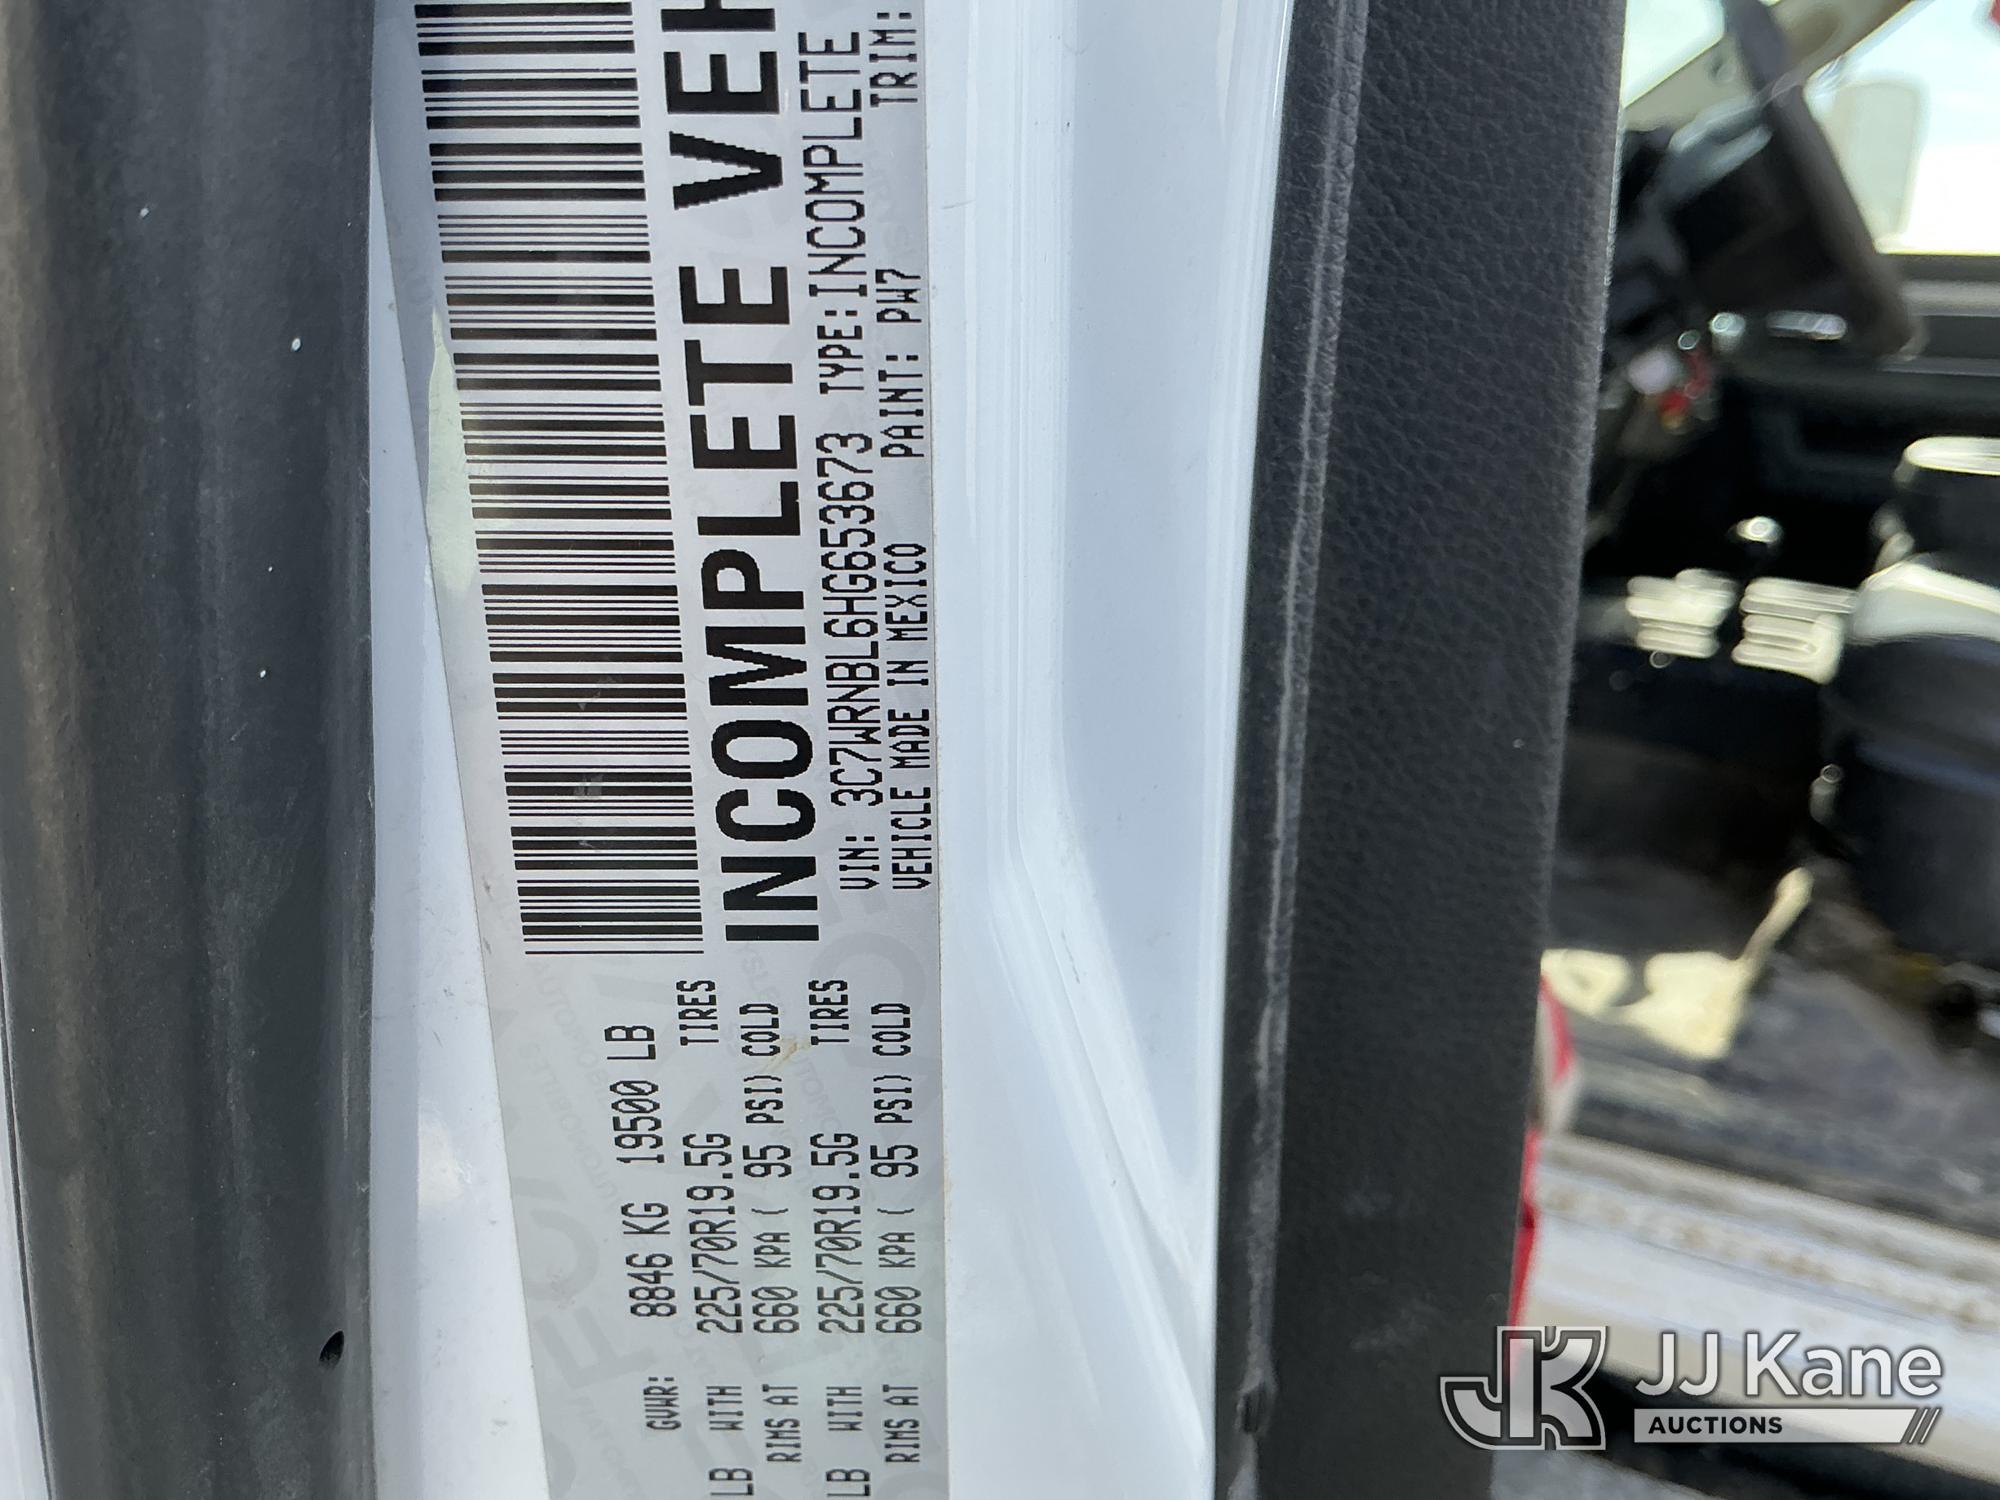 GVWR: 8846 KG 19500 LB
LB WITH 225/70R19.5G TIRES
RIMS AT 660 KPA ( 95 PSI) COLD
LB WITH 225/70R19.5G TIRES
RIMS AT 660 KPA ( 95 PSI) COLD
INCOMPLETE VEH
VIN: 3C7WRNBL6HG653673 TYPE: INCOMPLETE
VEHICLE MADE IN MEXICO PAINT: PW7 TRIM:
JJ Kane
AUCTIONS